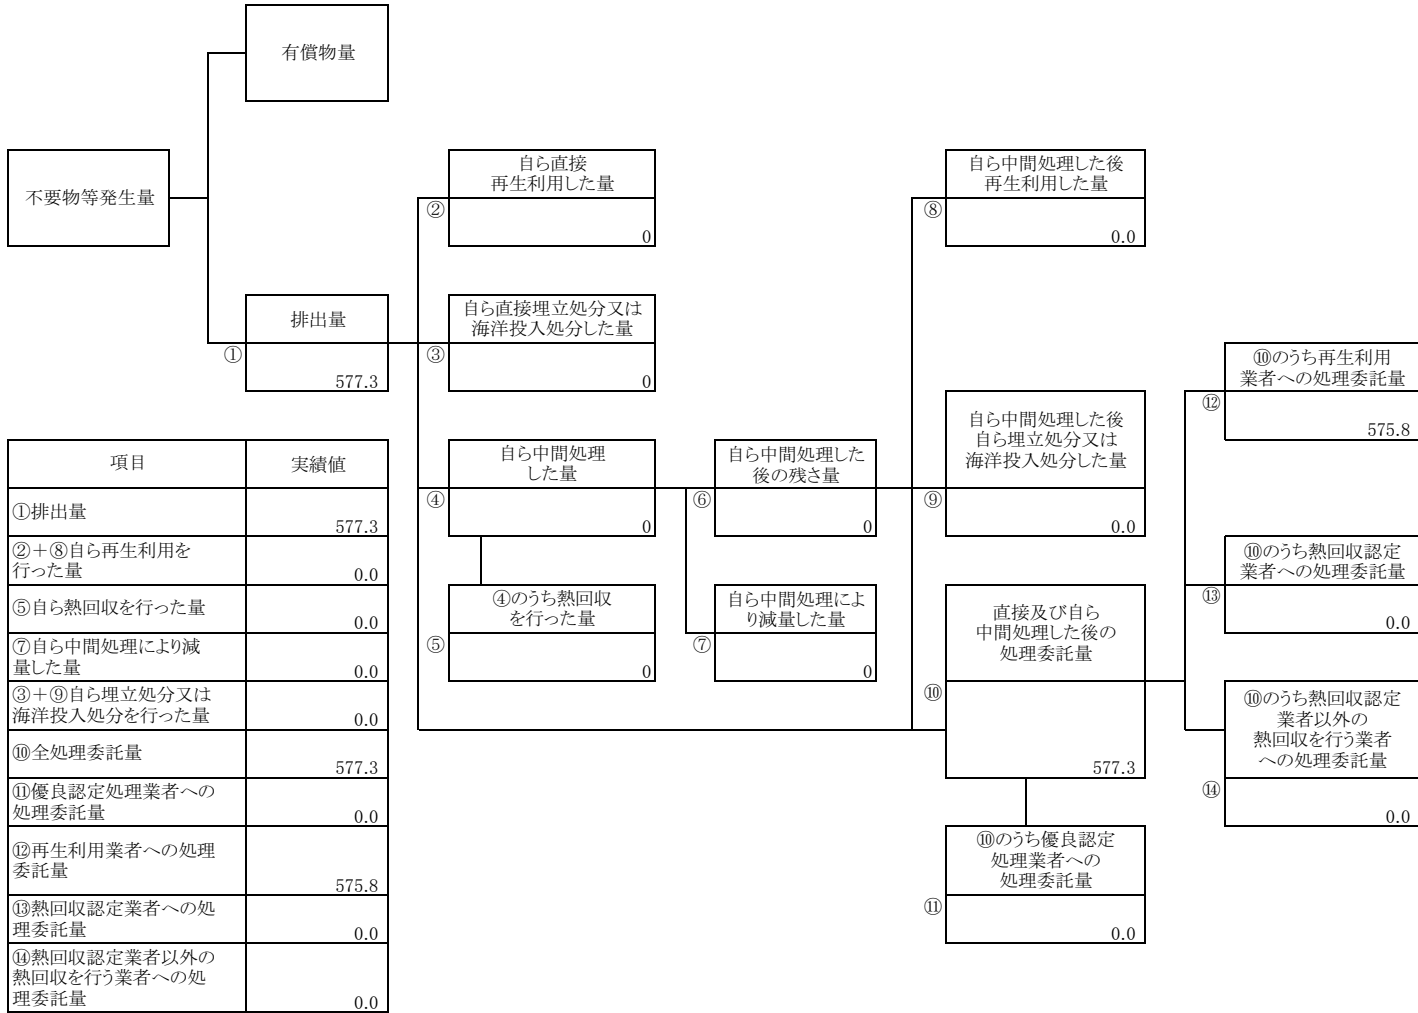 有償物量
不要物等発生量
排出量
①
577.3
自ら直接
再生利用した量
②
0
自ら直接埋立処分又は
海洋投入処分した量
③
0
自ら中間処理
した量
④
0
④のうち熱回収
を行った量
⑤
0
自ら中間処理した
後の残さ量
⑥
0
自ら中間処理によ
り減量した量
⑦
0
自ら中間処理した後
再生利用した量
⑧
0.0
自ら中間処理した後
自ら埋立処分又は
海洋投入処分した量
⑨
0.0
直接及び自ら
中間処理した後の
処理委託量
⑩
577.3
⑩のうち優良認定
処理業者への
処理委託量
⑪
0.0
⑩のうち再生利用
業者への処理委託量
⑫
575.8
⑩のうち熱回収認定
業者への処理委託量
⑬
0.0
⑩のうち熱回収認定
業者以外の
熱回収を行う業者
への処理委託量
⑭
0.0
項目 実績値
①排出量
577.3
②+⑧自ら再生利用を
行った量 0.0
⑤自ら熱回収を行った量
0.0
⑦自ら中間処理により減
量した量 0.0
③+⑨自ら埋立処分又は
海洋投入処分を行った量 0.0
⑩全処理委託量
577.3
⑪優良認定処理業者への
処理委託量 0.0
⑫再生利用業者への処理
委託量
575.8
⑬熱回収認定業者への処
理委託量 0.0
⑭熱回収認定業者以外の
熱回収を行う業者への処
理委託量 0.0